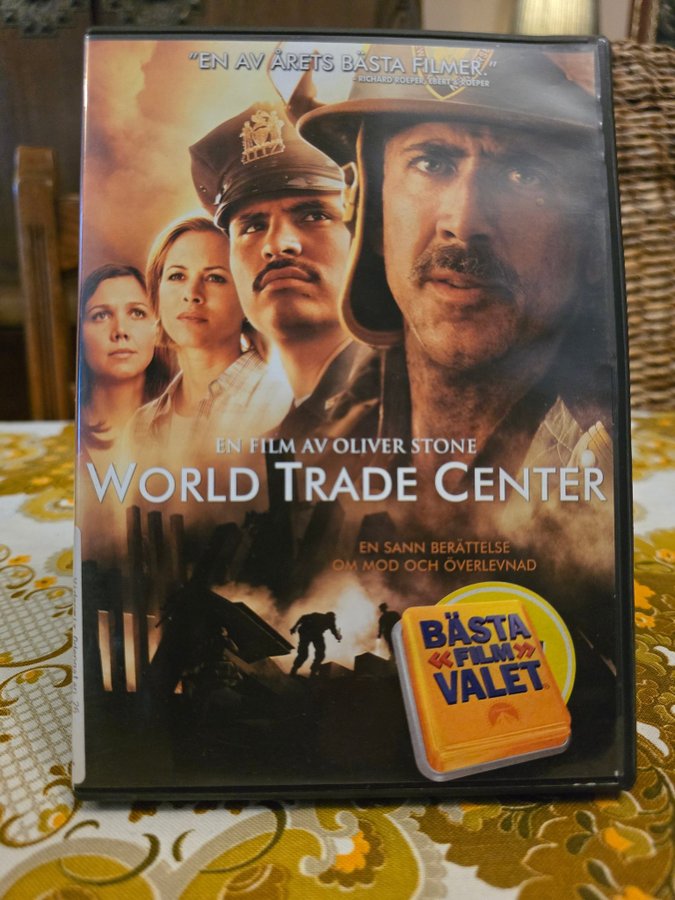 "EN AV ÅRETS BÄSTA FILMER."
- RICHARD ROEPER, EBERT & ROEPER
EN FILM AV OLIVER STONE
WORLD TRADE CENTER
EN SANN BERÄTTELSE
OM MOD OCH ÖVERLEVNAD
BÄSTA
«FILM»
VALET